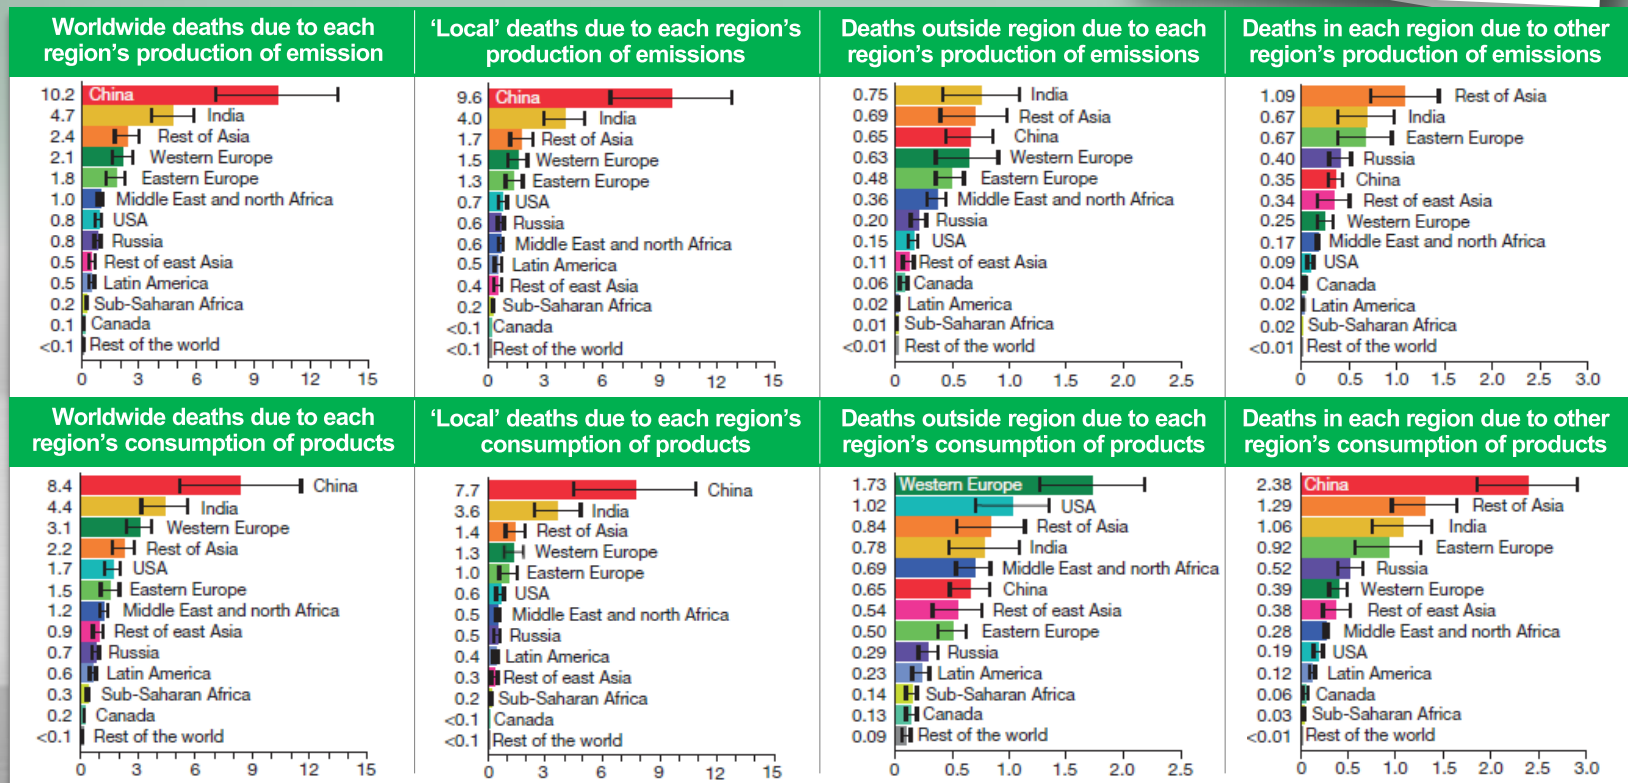 Worldwide deaths due to each
region's production of emission
10.2 China
4.7 India
2.4 Rest of Asia
2.1 Western Europe
1.8 Eastern Europe
1.0 Middle East and north Africa
0.8 USA
0.8 Russia
0.5 Rest of east Asia
0.5 Latin America
0.2 Sub-Saharan Africa
0.1 Canada
<0.1 Rest of the world
0 3 6 9 12 15
‘Local’ deaths due to each region's
production of emissions
9.6 China
4.0 India
1.7 Rest of Asia
1.5 Western Europe
1.3 Eastern Europe
0.7 USA
0.6 Russia
0.6 Middle East and north Africa
0.5 Latin America
0.4 Rest of east Asia
0.2 Sub-Saharan Africa
<0.1 Canada
<0.1 Rest of the world
0 3 6 9 12 15
Deaths outside region due to each
region's production of emissions
0.75 India
0.69 Rest of Asia
0.65 China
0.63 Western Europe
0.48 Eastern Europe
0.36 Middle East and north Africa
0.20 Russia
0.15 USA
0.11 Rest of east Asia
0.06 Canada
0.02 Latin America
0.01 Sub-Saharan Africa
<0.01 Rest of the world
0 0.5 1.0 1.5 2.0 2.5
Deaths in each region due to other
region's production of emissions
1.09 Rest of Asia
0.67 India
0.67 Eastern Europe
0.40 Russia
0.35 China
0.34 Rest of east Asia
0.25 Western Europe
0.17 Middle East and north Africa
0.09 USA
0.04 Canada
0.02 Latin America
0.02 Sub-Saharan Africa
<0.01 Rest of the world
0 0.5 1.0 1.5 2.0 2.5 3.0
Worldwide deaths due to each
region's consumption of products
8.4 China
4.4 India
3.1 Western Europe
2.2 Rest of Asia
1.7 USA
1.5 Eastern Europe
1.2 Middle East and north Africa
0.9 Rest of east Asia
0.7 Russia
0.6 Latin America
0.3 Sub-Saharan Africa
0.2 Canada
<0.1 Rest of the world
0 3 6 9 12 15
‘Local’ deaths due to each region's
consumption of products
7.7 China
3.6 India
1.4 Rest of Asia
1.3 Western Europe
1.0 Eastern Europe
0.6 USA
0.5 Middle East and north Africa
0.5 Russia
0.4 Latin America
0.3 Rest of east Asia
0.2 Sub-Saharan Africa
<0.1 Canada
<0.1 Rest of the world
0 3 6 9 12 15
Deaths outside region due to each
region's consumption of products
1.73 Western Europe
1.02 USA
0.84 Rest of Asia
0.78 India
0.69 Middle East and north Africa
0.65 China
0.54 Rest of east Asia
0.50 Eastern Europe
0.29 Russia
0.23 Latin America
0.14 Sub-Saharan Africa
0.13 Canada
0.09 Rest of the world
0 0.5 1.0 1.5 2.0 2.5
Deaths in each region due to other
region's consumption of products
2.38 China
1.29 Rest of Asia
1.06 India
0.92 Eastern Europe
0.52 Russia
0.39 Western Europe
0.38 Rest of east Asia
0.28 Middle East and north Africa
0.19 USA
0.12 Latin America
0.06 Canada
0.03 Sub-Saharan Africa
<0.01 Rest of the world
0 0.5 1.0 1.5 2.0 2.5 3.0